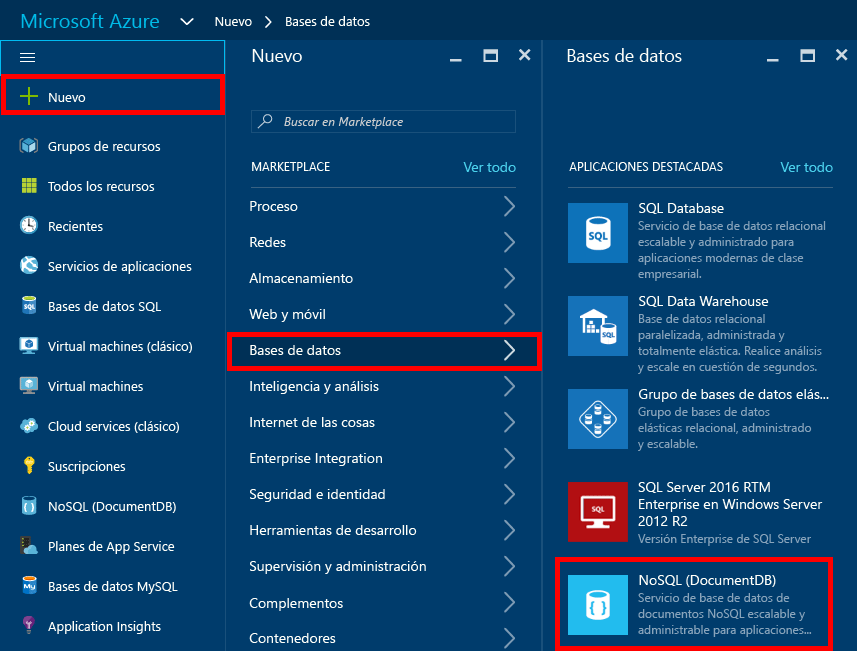 Microsoft Azure
Nuevo
Bases de datos
Nuevo
Grupos de recursos
Todos los recursos
Recientes
Servicios de aplicaciones
Bases de datos SQL
Virtual machines (clásico)
Virtual machines
Cloud services (clásico)
Suscripciones
NoSQL (DocumentDB)
Planes de App Service
Bases de datos MySQL
Application Insights
Nuevo
Buscar en Marketplace
MARKETPLACE
Ver todo
Proceso
Redes
Almacenamiento
Web y móvil
Bases de datos
Inteligencia y análisis
Internet de las cosas
Enterprise Integration
Seguridad e identidad
Herramientas de desarrollo
Supervisión y administración
Complementos
Contenedores
Bases de datos
APLICACIONES DESTACADAS
Ver todo
SQL
SQL Database
Servicio de base de datos relacional
escalable y administrado para
aplicaciones modernas de clase
empresarial.
SQL
SQL Data Warehouse
Base de datos relacional
paralelizada, administrada y
totalmente elástica. Realice análisis
y escale en cuestión de segundos.
Grupo de bases de datos elás...
Grupo de bases de datos
elásticas relacional, administrado
y escalable.
SQL
SQL Server 2016 RTM
Enterprise en Windows Server
2012 R2
Versión Enterprise de SQL Server
NoSQL (DocumentDB)
Servicio de base de datos de
documentos NoSQL escalable y
administrable para aplicaciones...